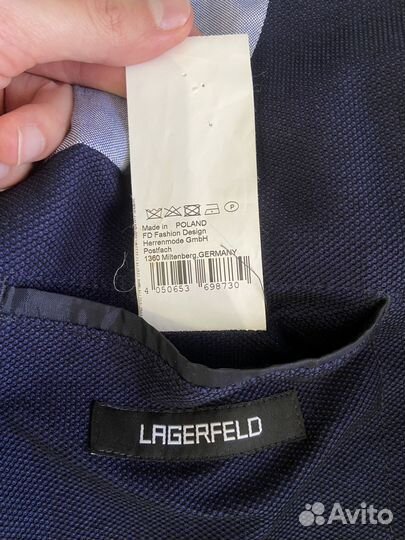 Made in POLAND
FD Fashion Design
Herrenmode GmbH
Postfach
1360 Miltenberg,GERMANY
4 050653 698730
P
LAGERFELD
Avito